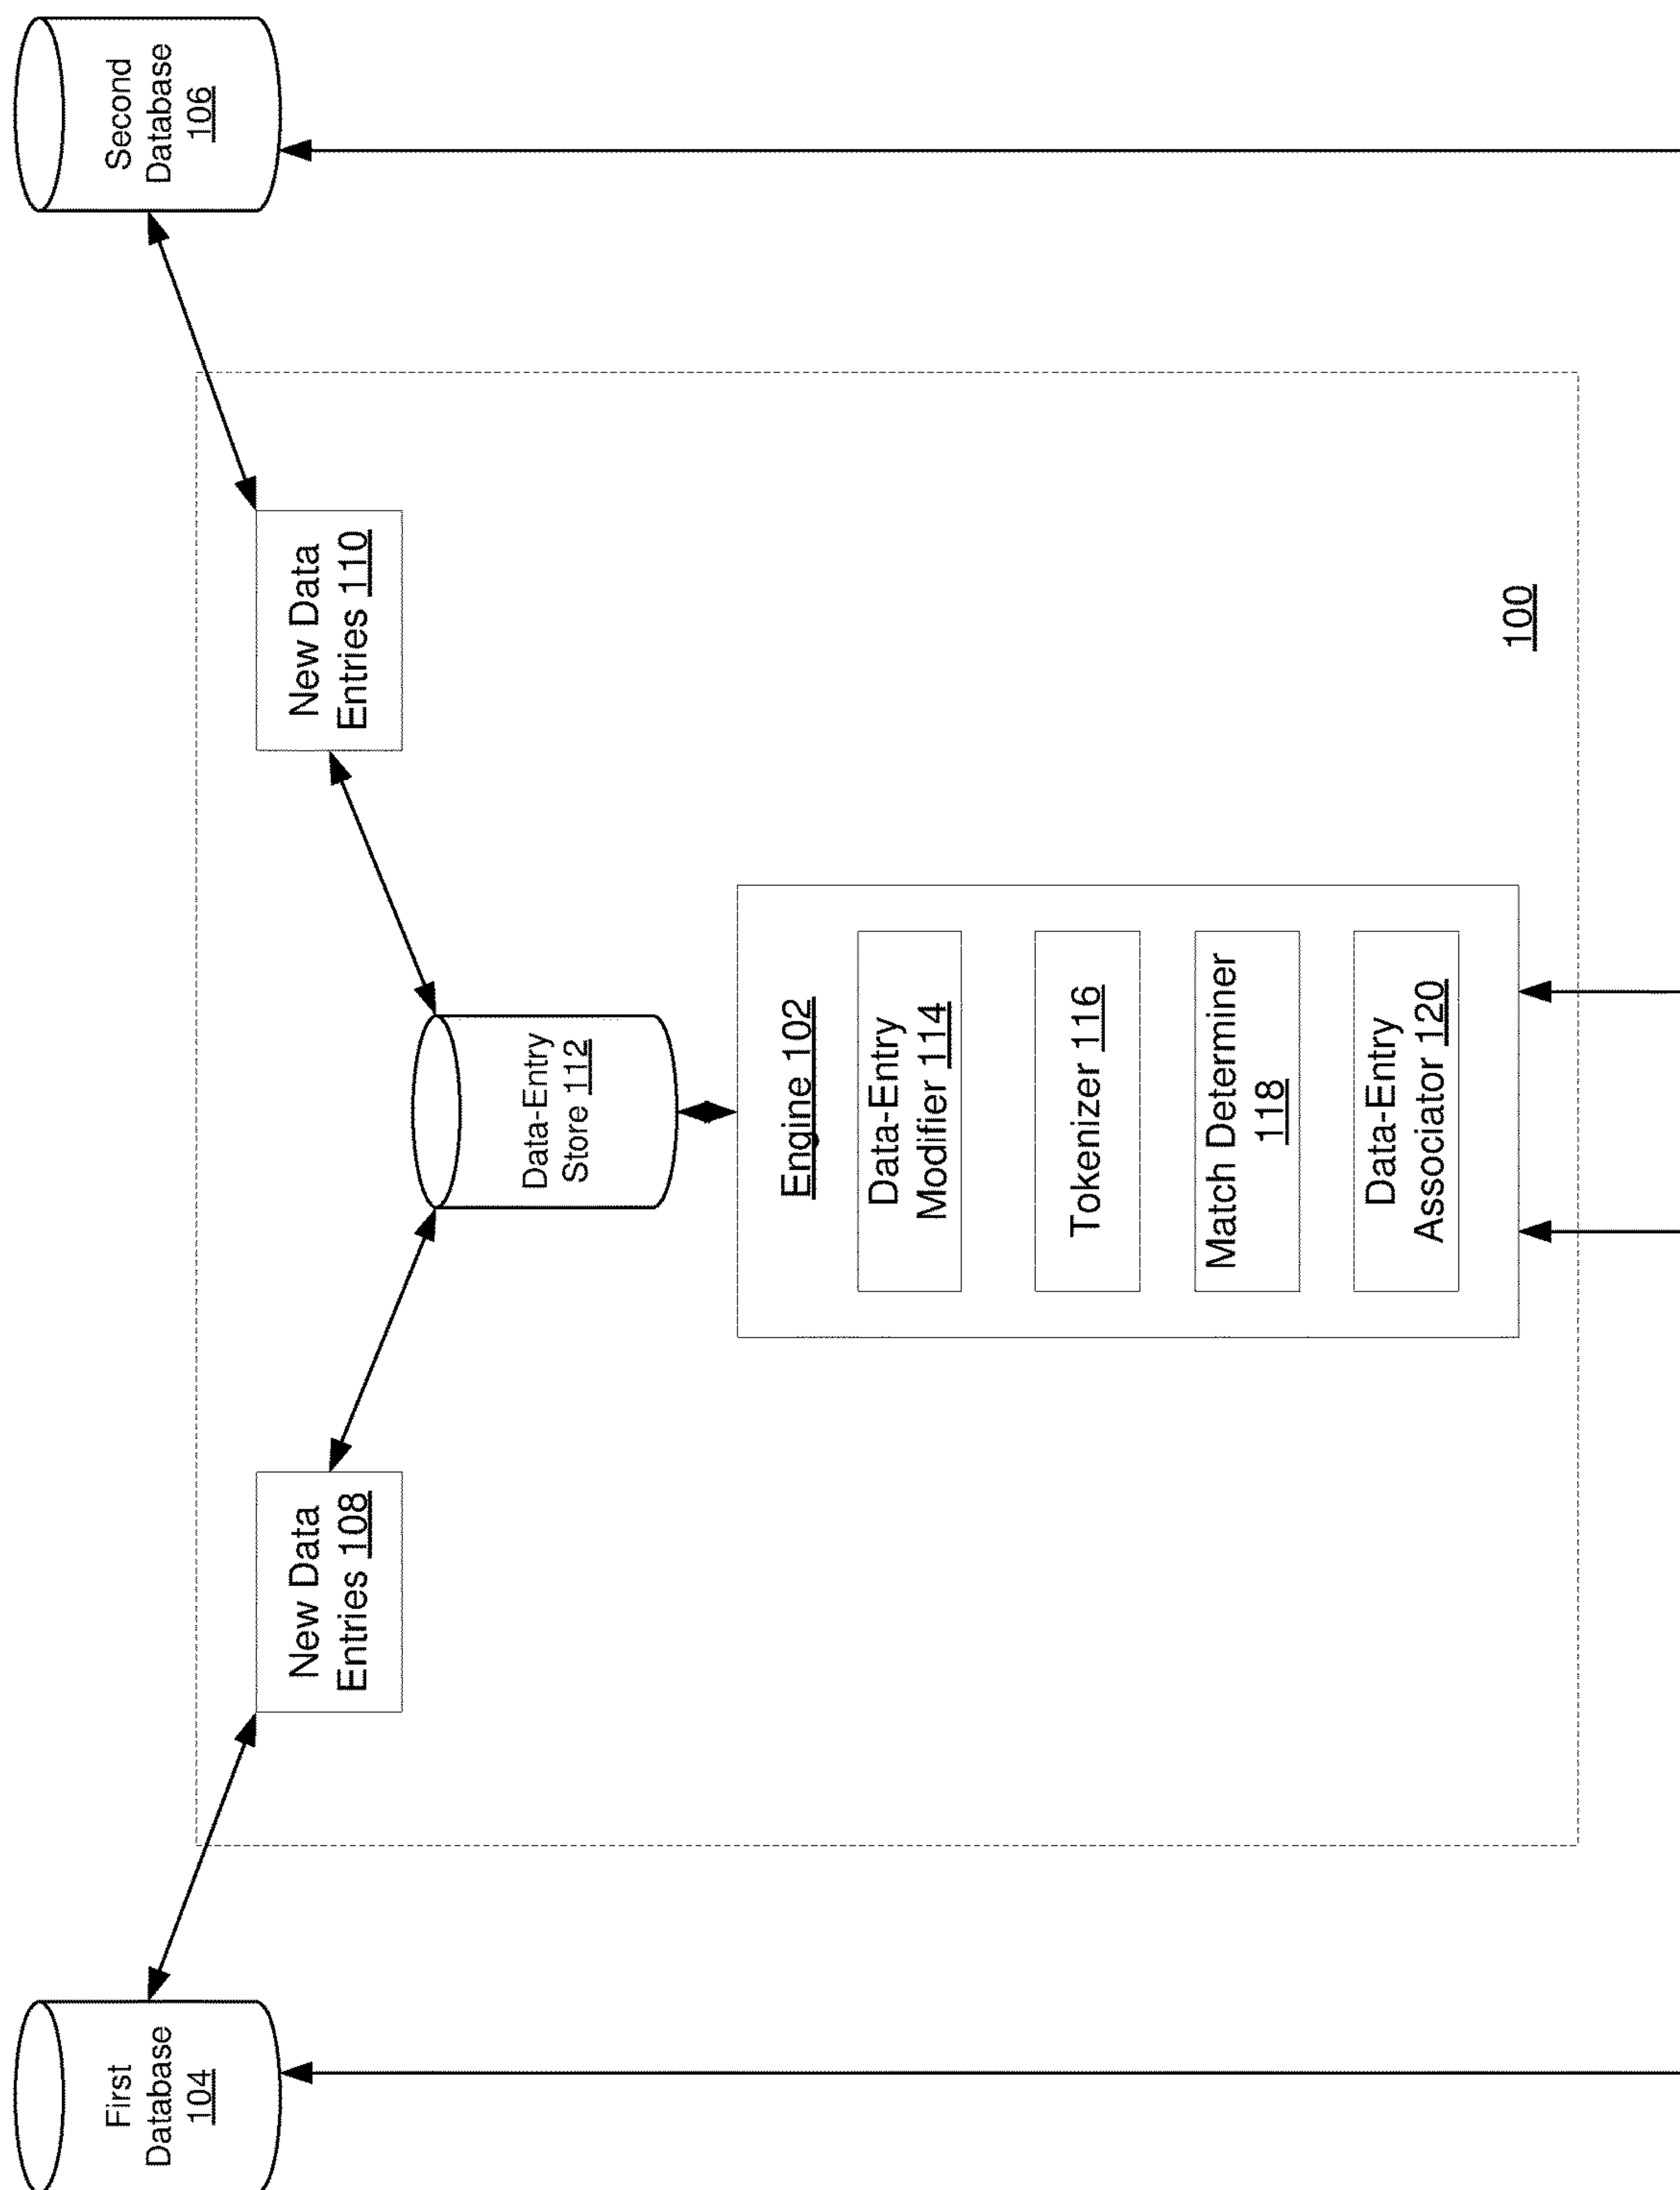 First
Database
104
Second
Database
106
New Data
Entries 108
New Data
Entries 110
Data-Entry
Store 112
Engine 102
Data-Entry
Modifier 114
Tokenizer 116
Match Determiner
118
Data-Entry
Associator 120
100